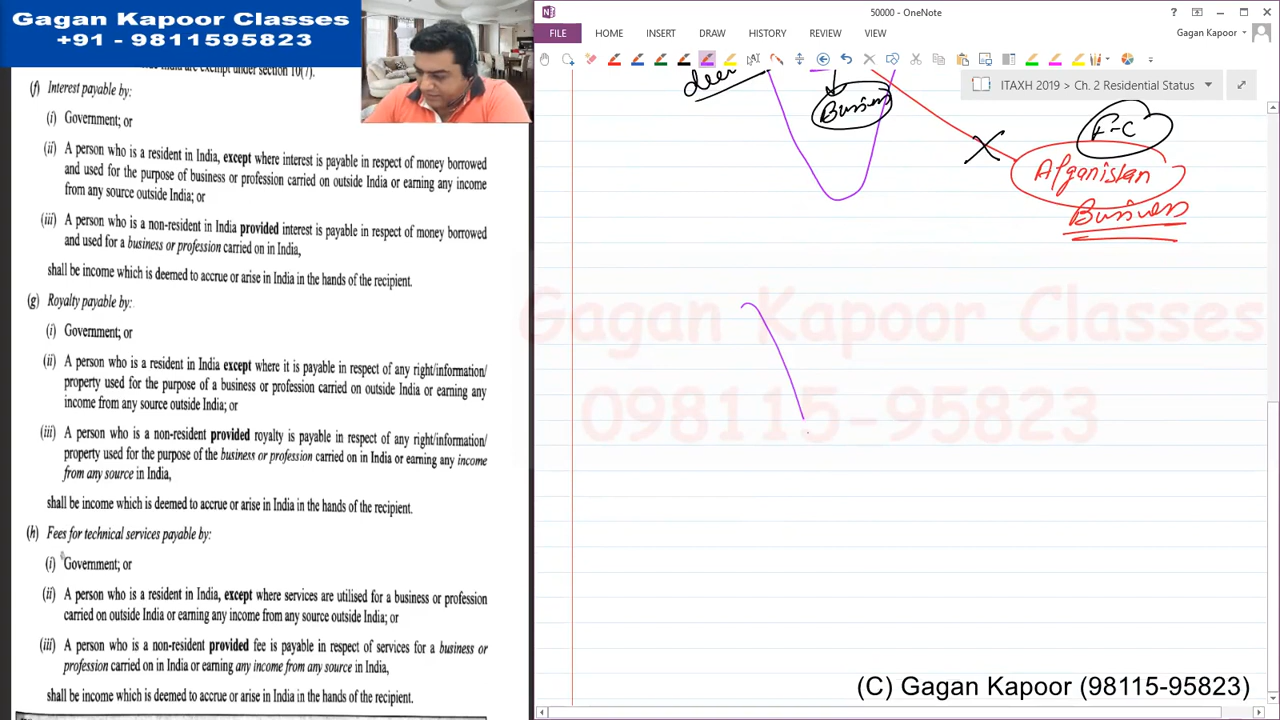 Gagan Kapoor Classes
+91 - 9811595823
India are exempt under section 10(7).
(f) Interest payable by:
(i) Government; or
(ii) A person who is a resident in India, except where interest is payable in respect of money borrowed
and used for the purpose of business or profession carried on outside India or earning any income
from any source outside India; or
(iii) A person who is a non-resident in India provided interest is payable in respect of money borrowed
and used for a business or profession carried on in India,
shall be income which is deemed to accrue or arise in India in the hands of the recipient.
(g) Royalty payable by:
(i) Government; or
(ii) A person who is a resident in India except where it is payable in respect of any right/information/
property used for the purpose of a business or profession carried on outside India or earning any
income from any source outside India; or
(iii) A person who is a non-resident provided royalty is payable in respect of any right/information/
property used for the purpose of the business or profession carried on in India or earning any income
from any source in India,
shall be income which is deemed to accrue or arise in India in the hands of the recipient.
(h) Fees for technical services payable by:
(i) Government; or
(ii) A person who is a resident in India, except where services are utilised for a business or profession
carried on outside India or earning any income from any source outside India; or
(iii) A person who is a non-resident provided fee is payable in respect of services for a business or
profession carried on in India or earning any income from any source in India,
shall be income which is deemed to accrue or arise in India in the hands of the recipient.
50000 - OneNote
FILE HOME INSERT DRAW HISTORY REVIEW VIEW
Gagan Kapoor
ITAXH 2019 > Ch. 2 Residential Status
deer
Business
F-C
Afganistan
Business
Gagan Kapoor Classes
098115-95823
(C) Gagan Kapoor (98115-95823)